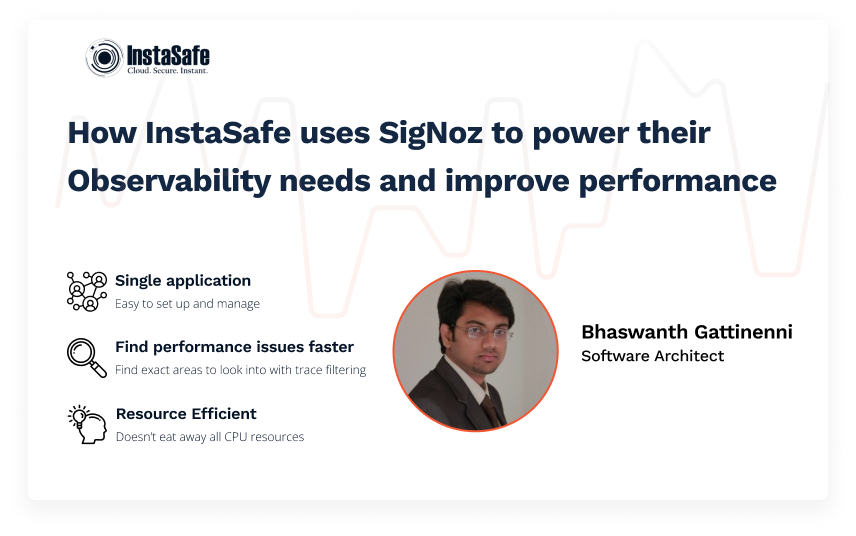 InstaSafe
Cloud. Secure. Instant.
How InstaSafe uses SigNoz to power their
Observability needs and improve performance
Single application
Easy to set up and manage
Find performance issues faster
Find exact areas to look into with trace filtering
Resource Efficient
Doesn't eat away all CPU resources
Bhaswanth Gattinenni
Software Architect